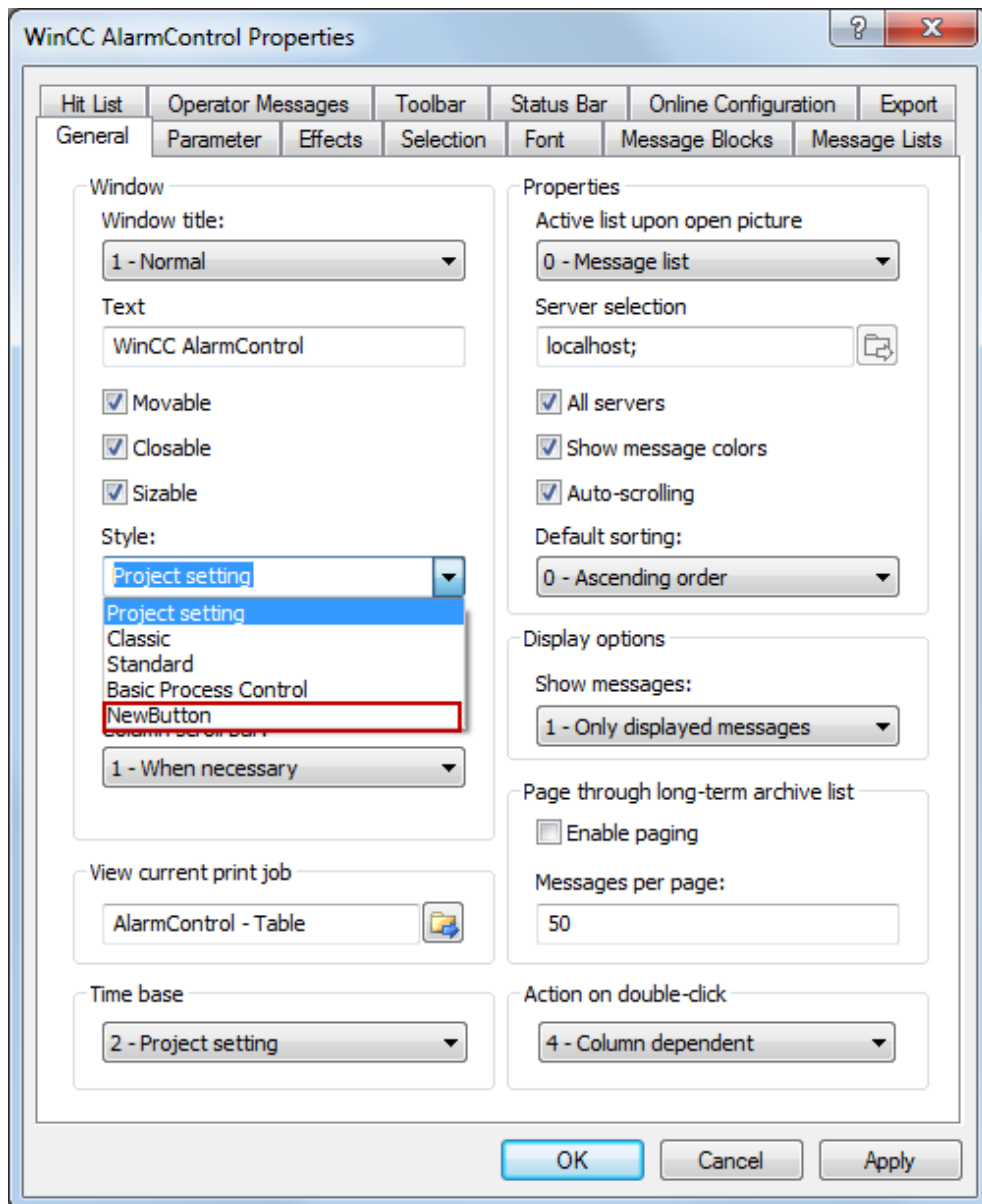 WinCC AlarmControl Properties
Hit List
Operator Messages
Toolbar
Status Bar
Online Configuration
Export
General
Parameter
Effects
Selection
Font
Message Blocks
Message Lists
Window
Window title:
1 - Normal
Text
WinCC AlarmControl
Movable
Closable
Sizable
Style:
Project setting
Project setting
Classic
Standard
Basic Process Control
NewButton
Column scroll bar:
1 - When necessary
View current print job
AlarmControl - Table
Time base
2 - Project setting
Properties
Active list upon open picture
0 - Message list
Server selection
localhost;
All servers
Show message colors
Auto-scrolling
Default sorting:
0 - Ascending order
Display options
Show messages:
1 - Only displayed messages
Page through long-term archive list
Enable paging
Messages per page:
50
Action on double-click
4 - Column dependent
OK
Cancel
Apply